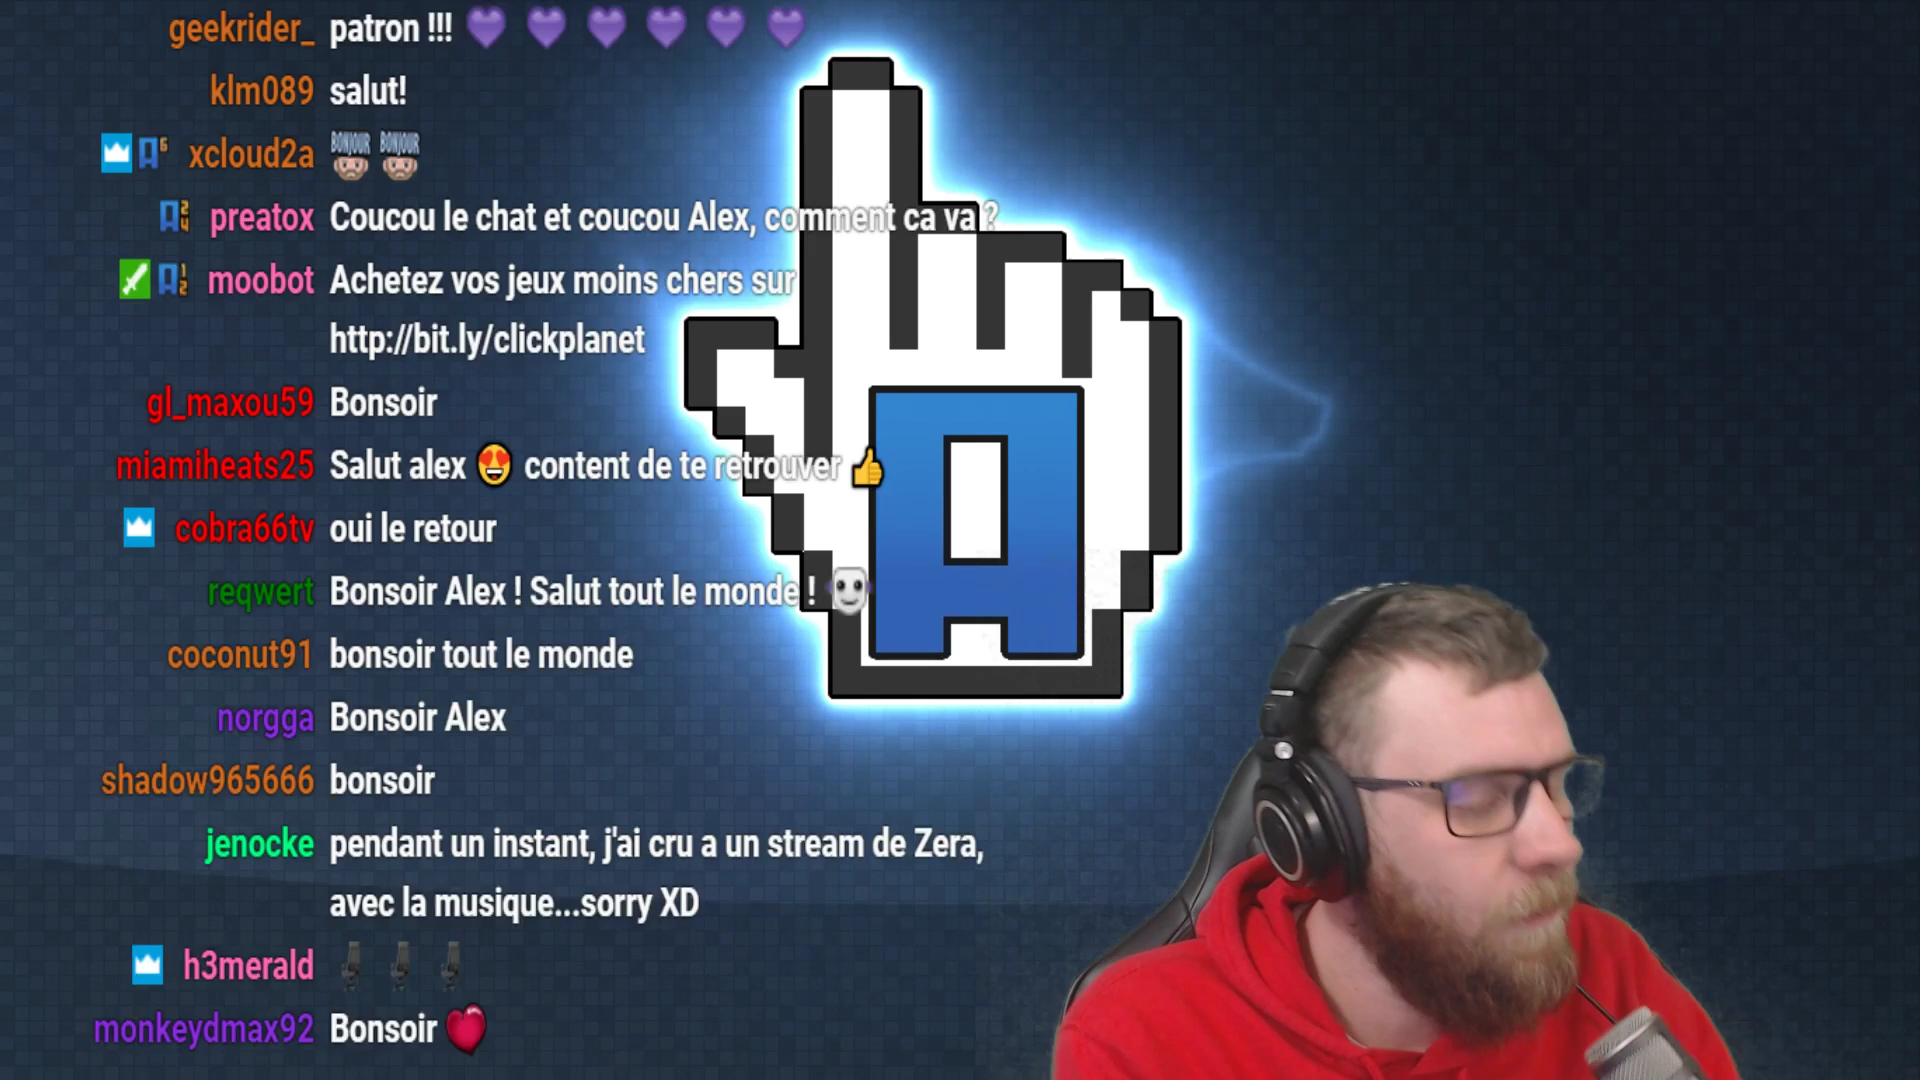 geekrider_ patron !!! 💜 💜 💜 💜 💜 💜
klm089 salut!
xcloud2a BONJOUR BONJOUR
preatox Coucou le chat et coucou Alex, comment ca va ?
moobot Achetez vos jeux moins chers sur
http://bit.ly/clickplanet
gl_maxou59 Bonsoir
miamiheats25 Salut alex 😍 content de te retrouver 👍
cobra66tv oui le retour
reqwert Bonsoir Alex ! Salut tout le monde !
coconut91 bonsoir tout le monde
norgga Bonsoir Alex
shadow965666 bonsoir
jenocke pendant un instant, j'ai cru a un stream de Zera,
avec la musique...sorry XD
h3merald
monkeydmax92 Bonsoir
A